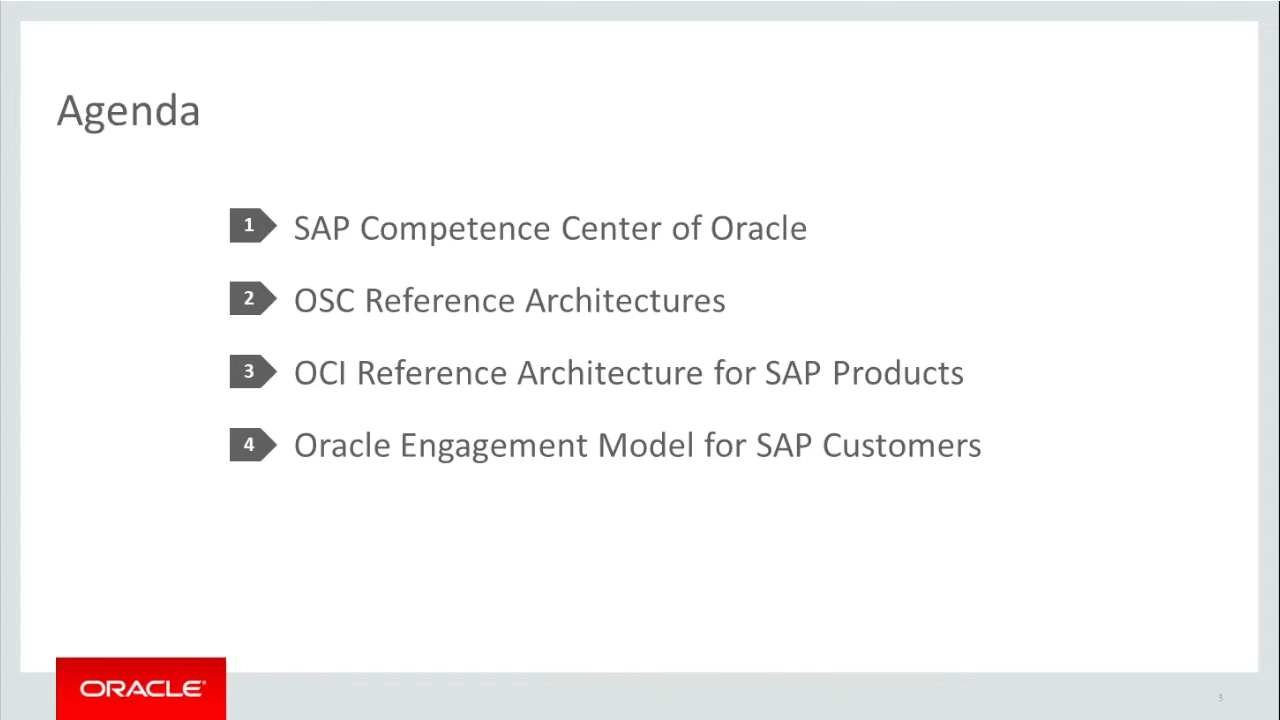 Agenda
1 SAP Competence Center of Oracle
2 OSC Reference Architectures
3 OCI Reference Architecture for SAP Products
4 Oracle Engagement Model for SAP Customers
ORACLE®
3